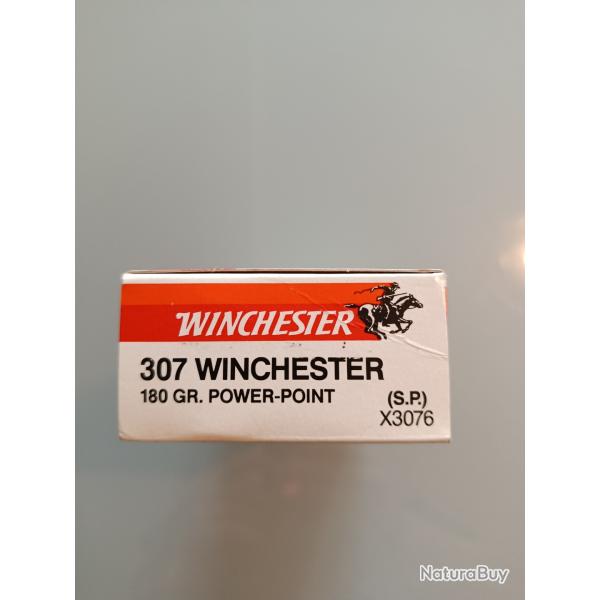 WINCHESTER
307 WINCHESTER
180 GR. POWER-POINT (S.P.)
X3076
NaturaBuy